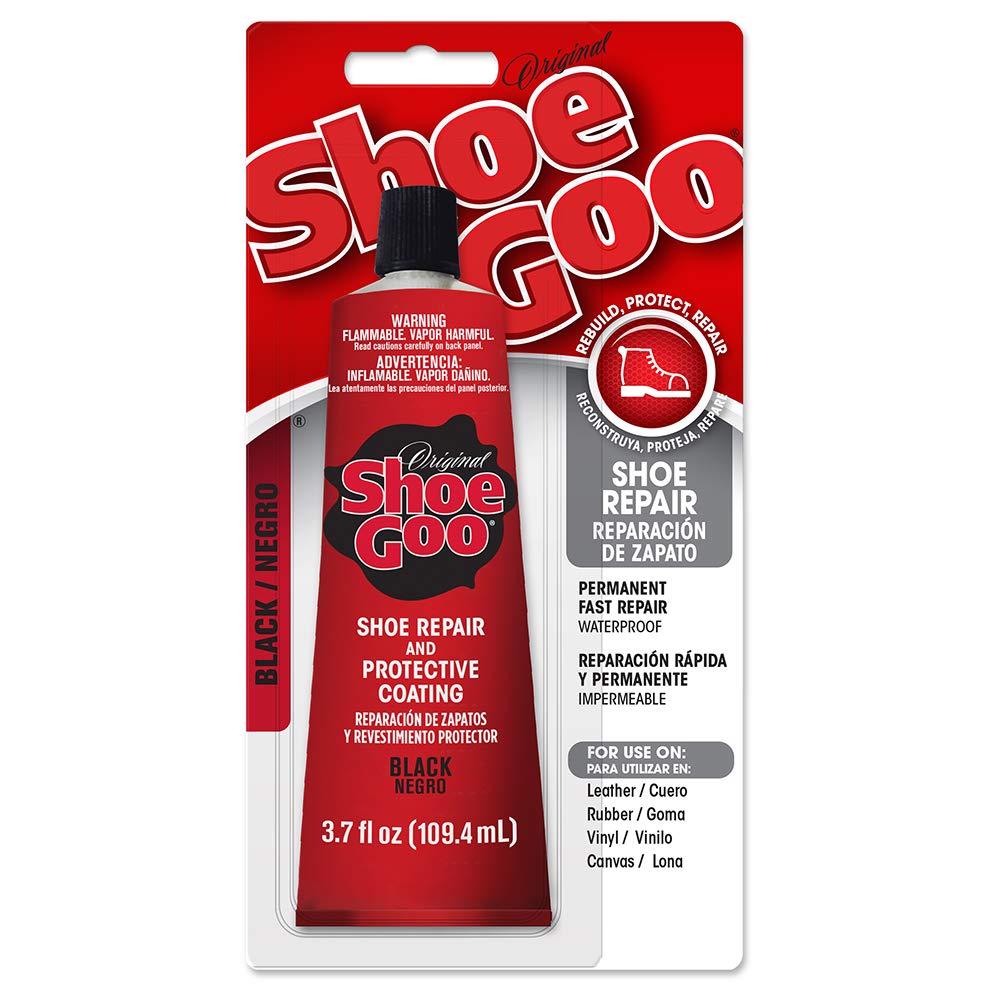 Original
Shoe
Goo®
WARNING
FLAMMABLE. VAPOR HARMFUL.
Read cautions carefully on back panel.
ADVERTENCIA:
INFLAMABLE. VAPOR DAÑINO.
Lea atentamente las precauciones del panel posterior.
®
BLACK / NEGRO
Original
Shoe
Goo®
SHOE REPAIR
AND
PROTECTIVE
COATING
REPARACIÓN DE ZAPATOS
Y REVESTIMIENTO PROTECTOR
BLACK
NEGRO
3.7 fl oz (109.4 mL)
REBUILD, PROTECT, REPAIR
RECONSTRUYA, PROTEJA, REPARE
SHOE
REPAIR
REPARACIÓN
DE ZAPATO
PERMANENT
FAST REPAIR
WATERPROOF
REPARACIÓN RÁPIDA
Y PERMANENTE
IMPERMEABLE
FOR USE ON:
PARA UTILIZAR EN:
Leather / Cuero
Rubber / Goma
Vinyl / Vinilo
Canvas / Lona